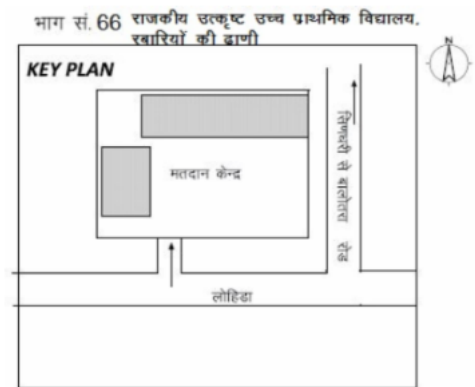 भाग सं. 66 राजकीय उत्कृष्ट उच्च प्राथमिक विद्यालय.
रबारियों की ढाणी
N
KEY PLAN
मतदान केन्द्र
सिणधरी से बालोतरा रोड
लोहिडा